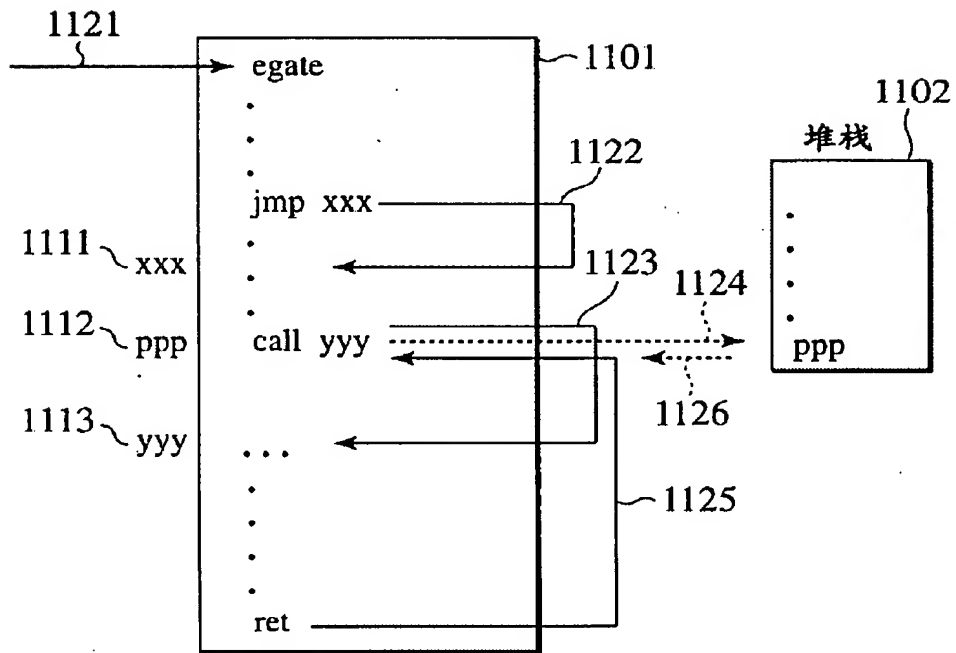 1121
egate
1101
1102
堆栈
1122
jmp xxx
1111
xxx
1123
1124
1112
ppp
call yyy
ppp
1126
1113
yyy
1125
ret